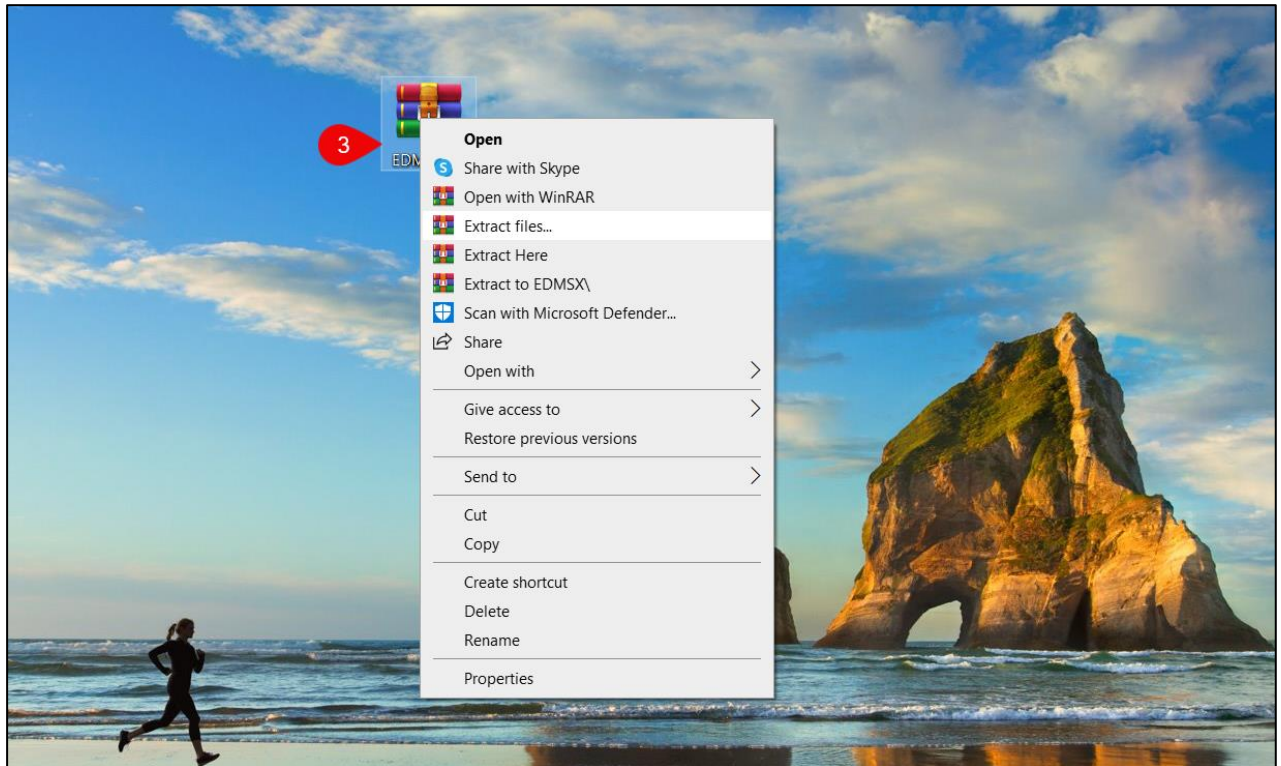 3
EDM
Open
Share with Skype
Open with WinRAR
Extract files...
Extract Here
Extract to EDMSX\
Scan with Microsoft Defender...
Share
Open with
Give access to
Restore previous versions
Send to
Cut
Copy
Create shortcut
Delete
Rename
Properties